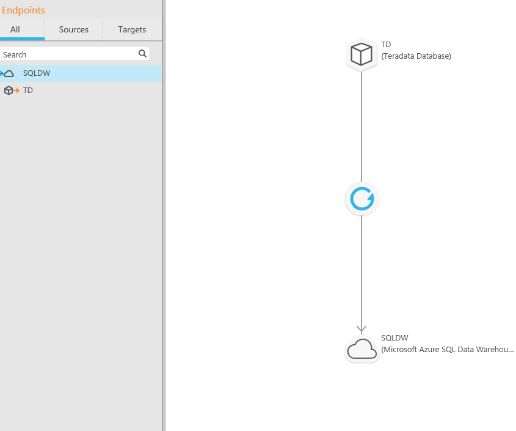 Endpoints
All Sources Targets
Search
SQLDW
TD
TD
(Teradata Database)
SQLDW
(Microsoft Azure SQL Data Warehou...